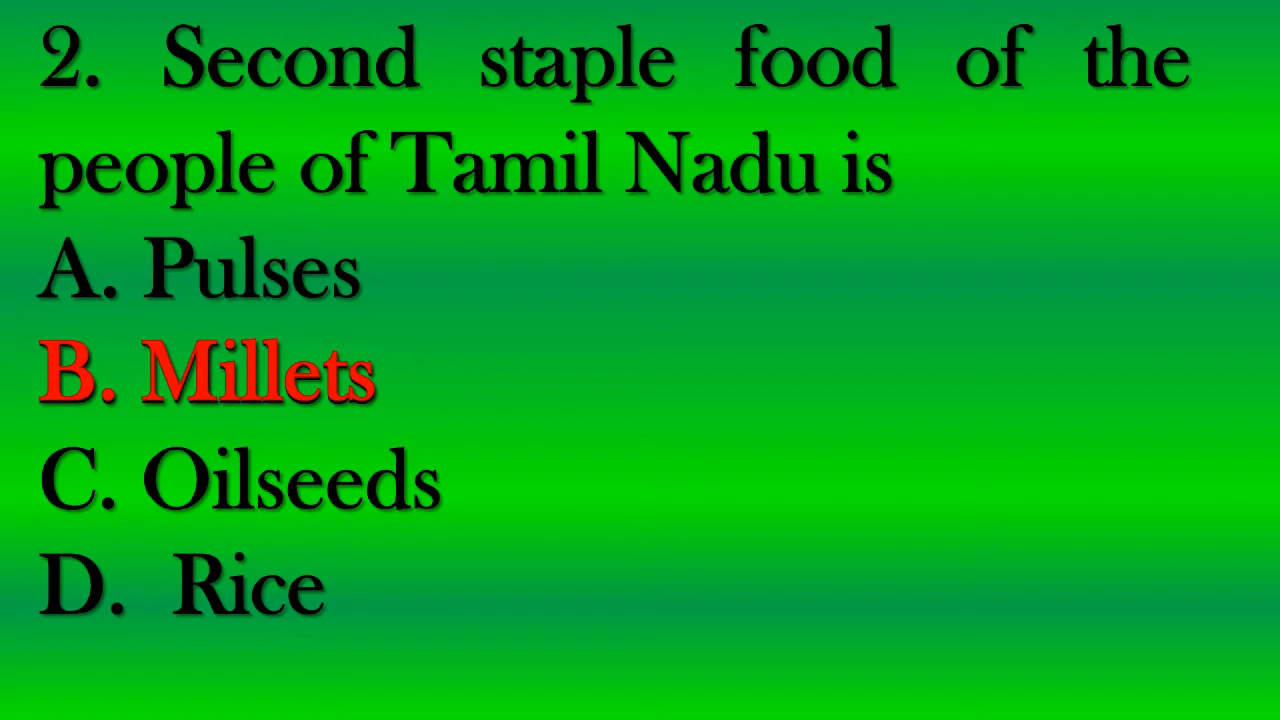 2. Second staple food of the
people of Tamil Nadu is
A. Pulses
B. Millets
C. Oilseeds
D. Rice